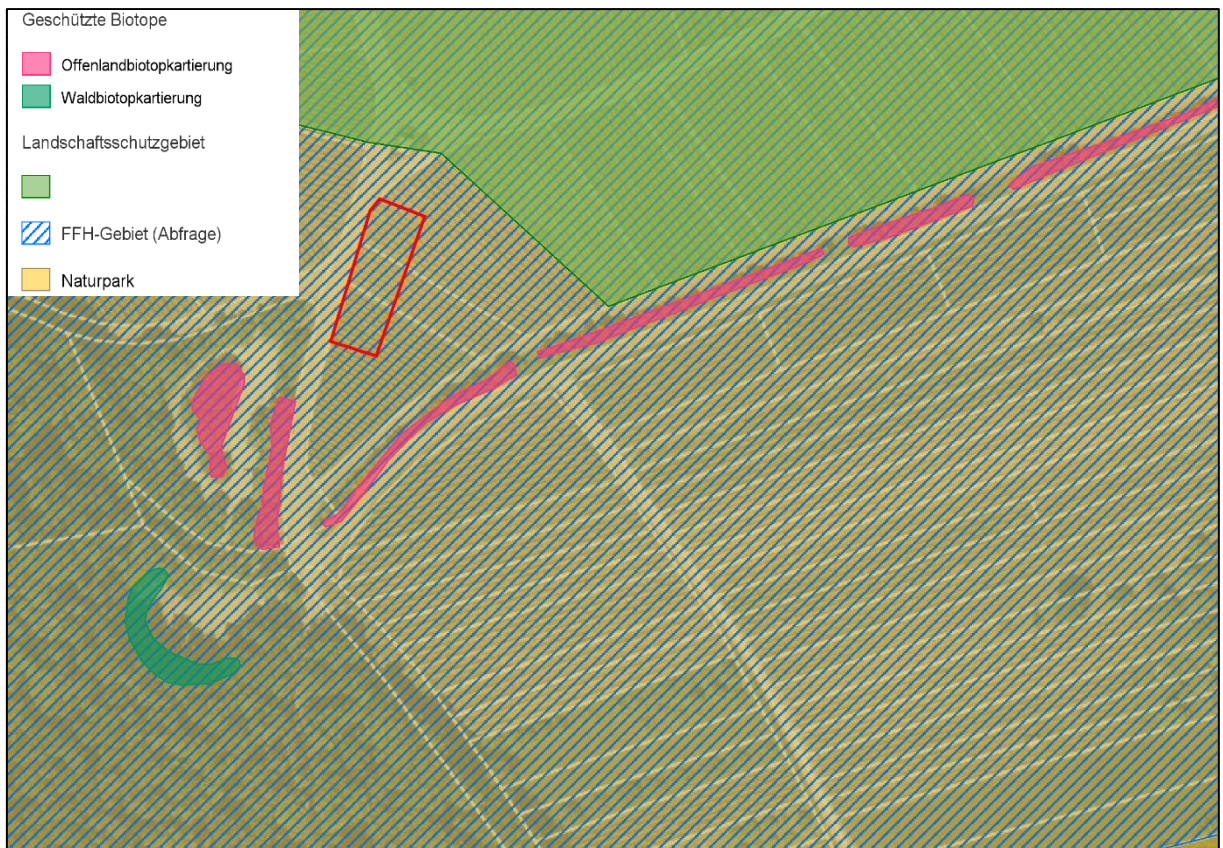 Geschützte Biotope
Offenlandbiotopkartierung
Waldbiotopkartierung
Landschaftsschutzgebiet
FFH-Gebiet (Abfrage)
Naturpark